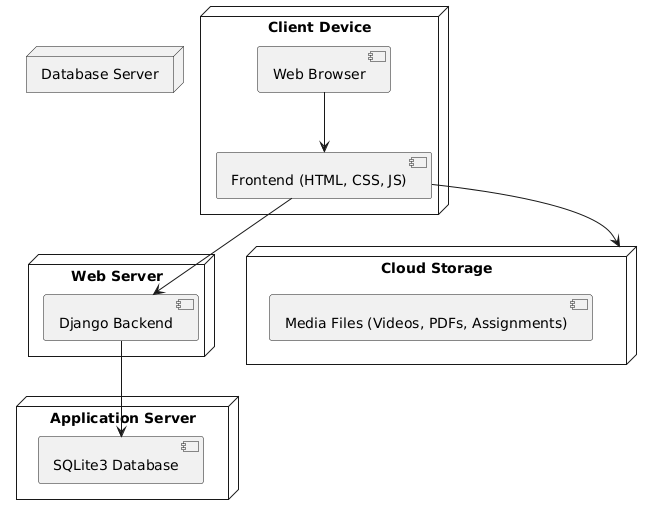 Client Device
Web Browser
Database Server
Frontend (HTML, CSS, JS)
Web Server
Django Backend
Cloud Storage
Media Files (Videos, PDFs, Assignments)
Application Server
SQLite3 Database